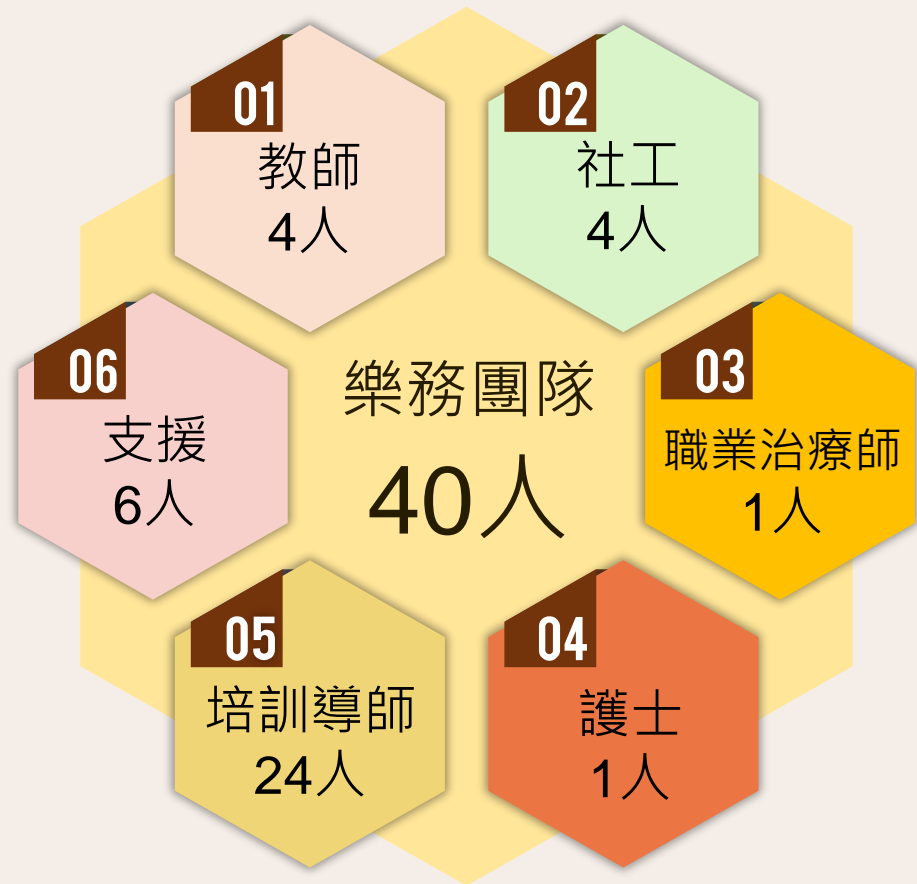 樂務團隊
40人
01
教師
4人
02
社工
4人
03
職業治療師
1人
04
護士
1人
05
培訓導師
24人
06
支援
6人